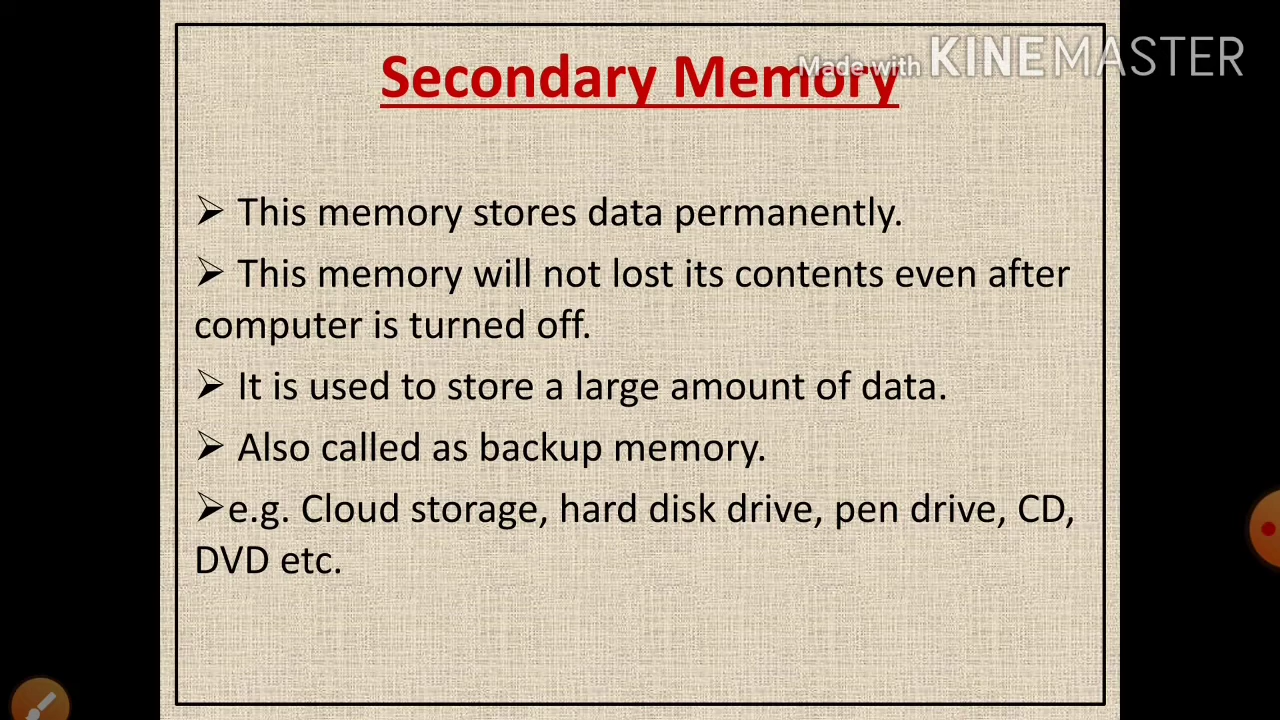 Secondary Memory
Made with KINEMASTER
➢ This memory stores data permanently.
➢ This memory will not lost its contents even after
computer is turned off.
➢ It is used to store a large amount of data.
➢ Also called as backup memory.
➢e.g. Cloud storage, hard disk drive, pen drive, CD,
DVD etc.